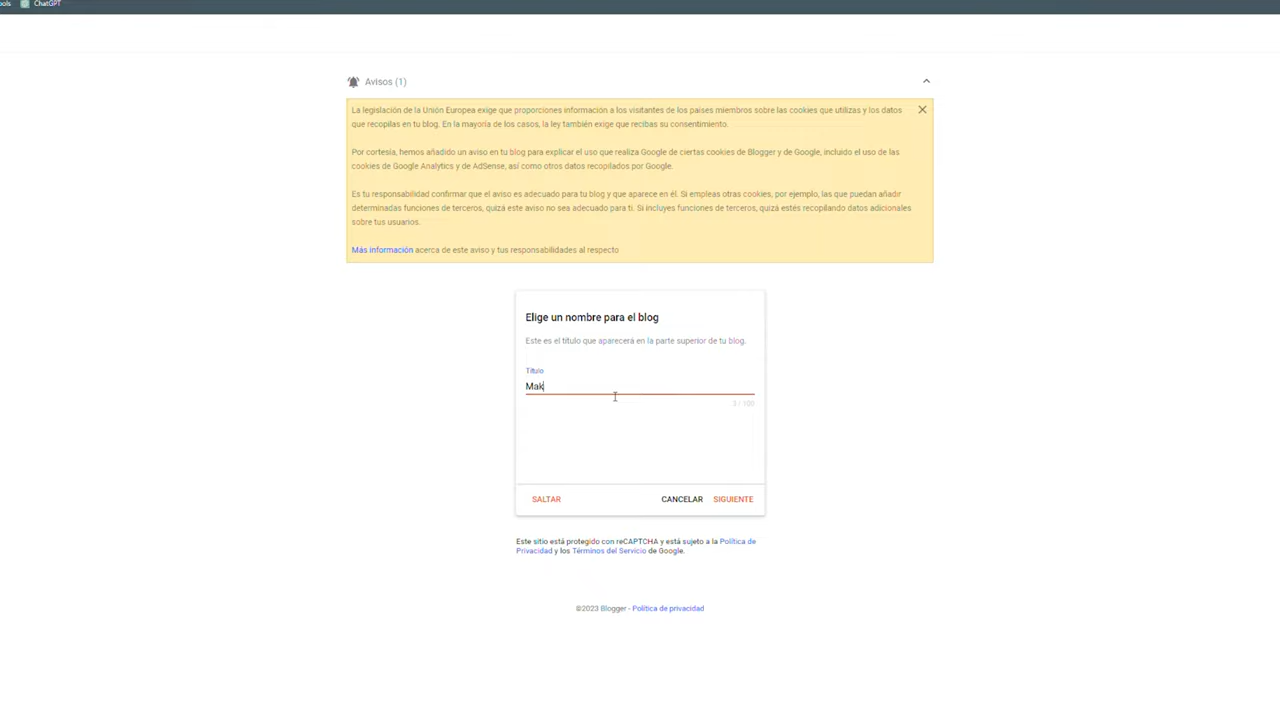 ools ChatGPT
Avisos (1)
La legislación de la Unión Europea exige que proporciones información a los visitantes de los países miembros sobre las cookies que utilizas y los datos
que recopilas en tu blog. En la mayoría de los casos, la ley también exige que recibas su consentimiento.
Por cortesía, hemos añadido un aviso en tu blog para explicar el uso que realiza Google de ciertas cookies de Blogger y de Google, incluido el uso de las
cookies de Google Analytics y de AdSense, así como otros datos recopilados por Google.
Es tu responsabilidad confirmar que el aviso es adecuado para tu blog y que aparece en él. Si empleas otras cookies, por ejemplo, las que puedan añadir
determinadas funciones de terceros, quizá este aviso no sea adecuado para ti. Si incluyes funciones de terceros, quizá estés recopilando datos adicionales
sobre tus usuarios.
Más información acerca de este aviso y tus responsabilidades al respecto
Elige un nombre para el blog
Este es el título que aparecerá en la parte superior de tu blog.
Título
Mak
3 / 100
SALTAR CANCELAR SIGUIENTE
Este sitio está protegido con reCAPTCHA y está sujeto a la Política de
Privacidad y los Términos del Servicio de Google.
©2023 Blogger - Política de privacidad